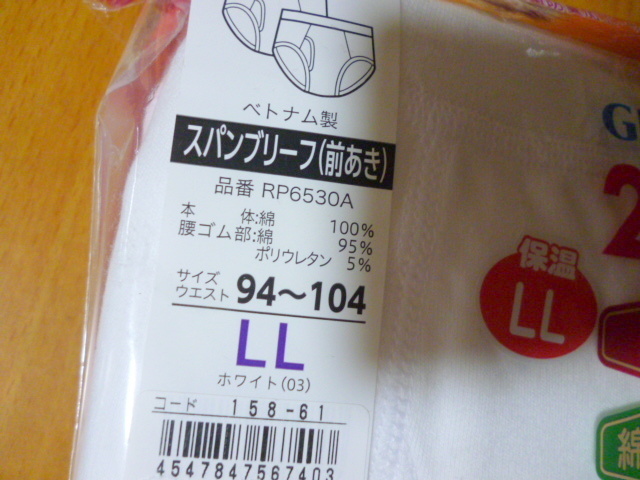 ベトナム製
スパンブリーフ(前あき)
品番 RP6530A
本 体:綿 100%
腰ゴム部:綿 95%
ポリウレタン 5%
サイズ
ウエスト 94〜104
LL
ホワイト(03)
コード 158-61
4547847567403
G
2
保温
LL
綿